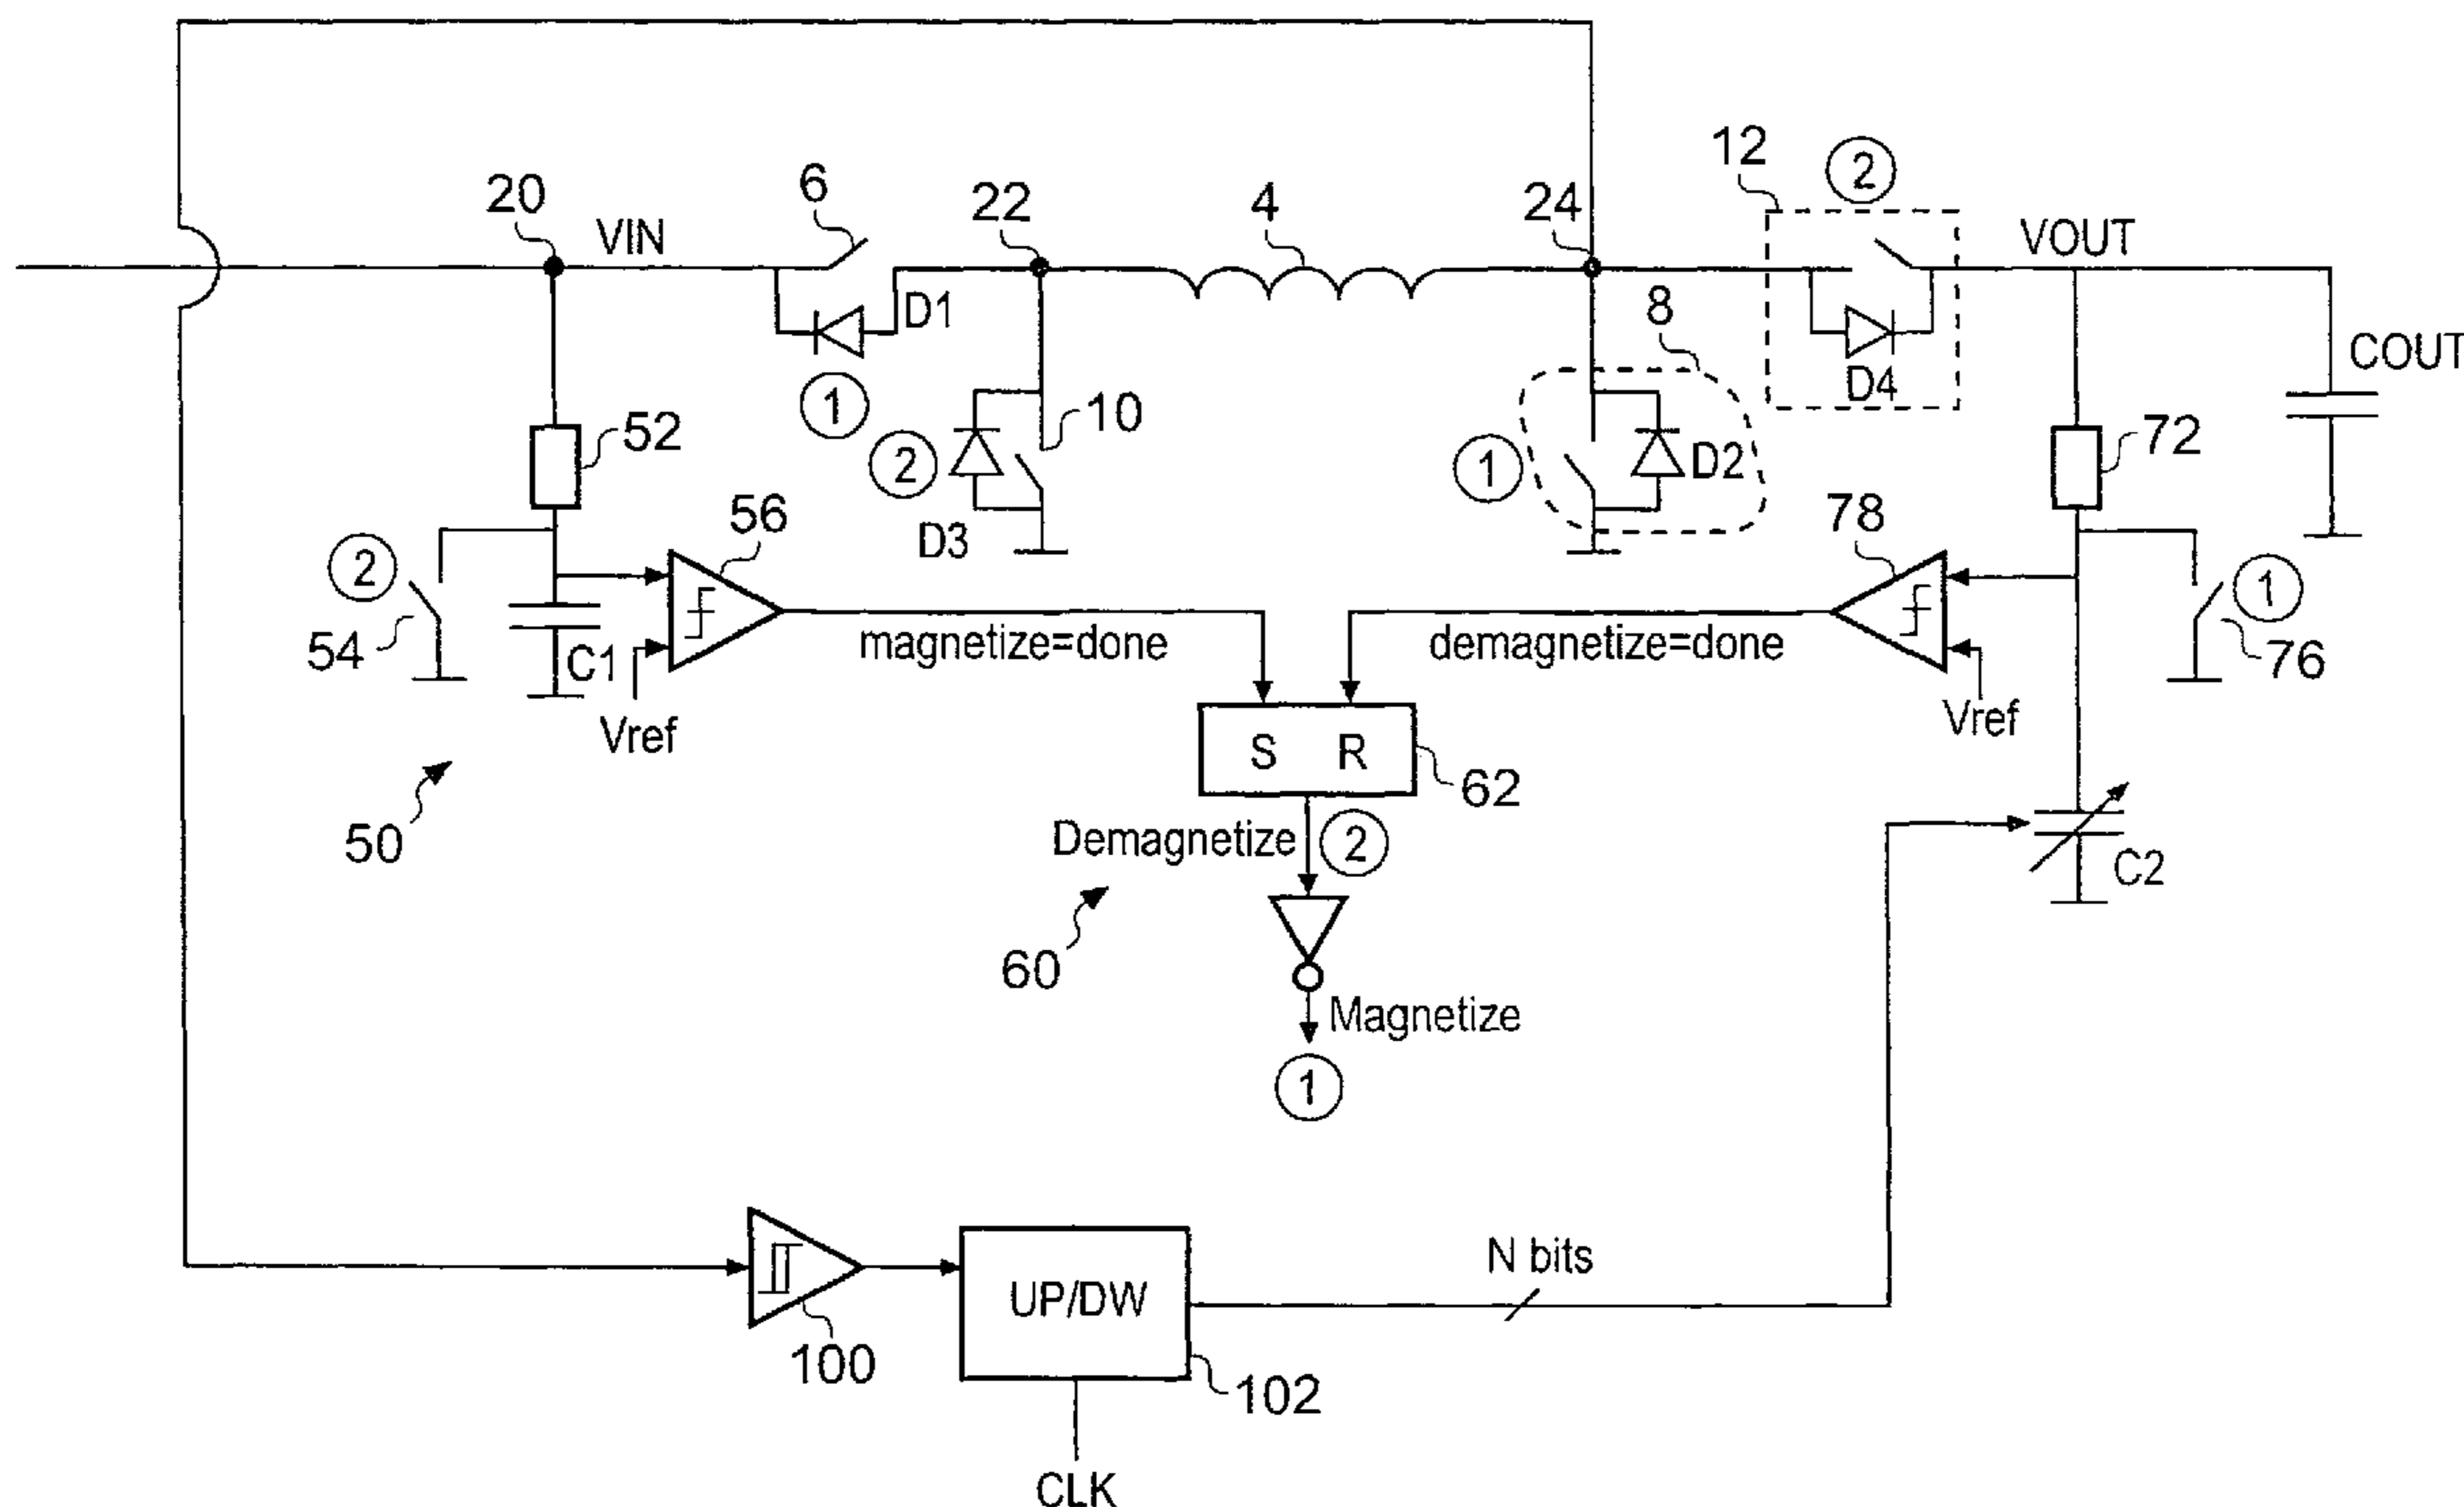 12
2
6
20
VIN
22
4
24
VOUT
8
D1
1
COUT
D4
52
2
10
1
D2
72
D3
56
78
2
54
C1
magnetize=done
demagnetize=done
1
76
Vref
Vref
S R
62
50
Demagnetize
2
C2
60
Magnetize
1
N bits
UP/DW
100
102
CLK